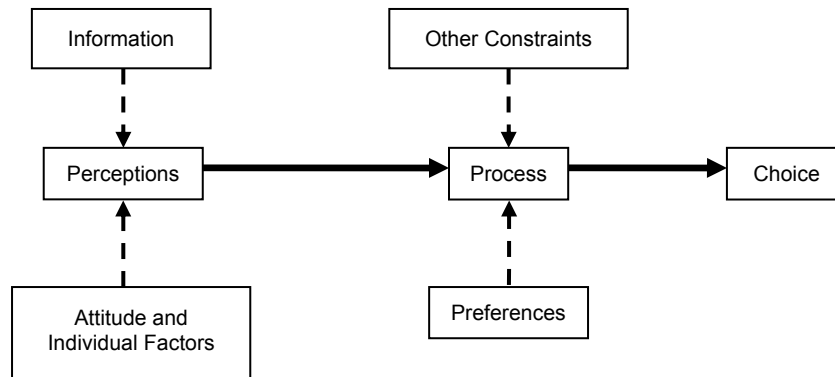 Information
Other Constraints
Perceptions
Process
Choice
Attitude and
Individual Factors
Preferences